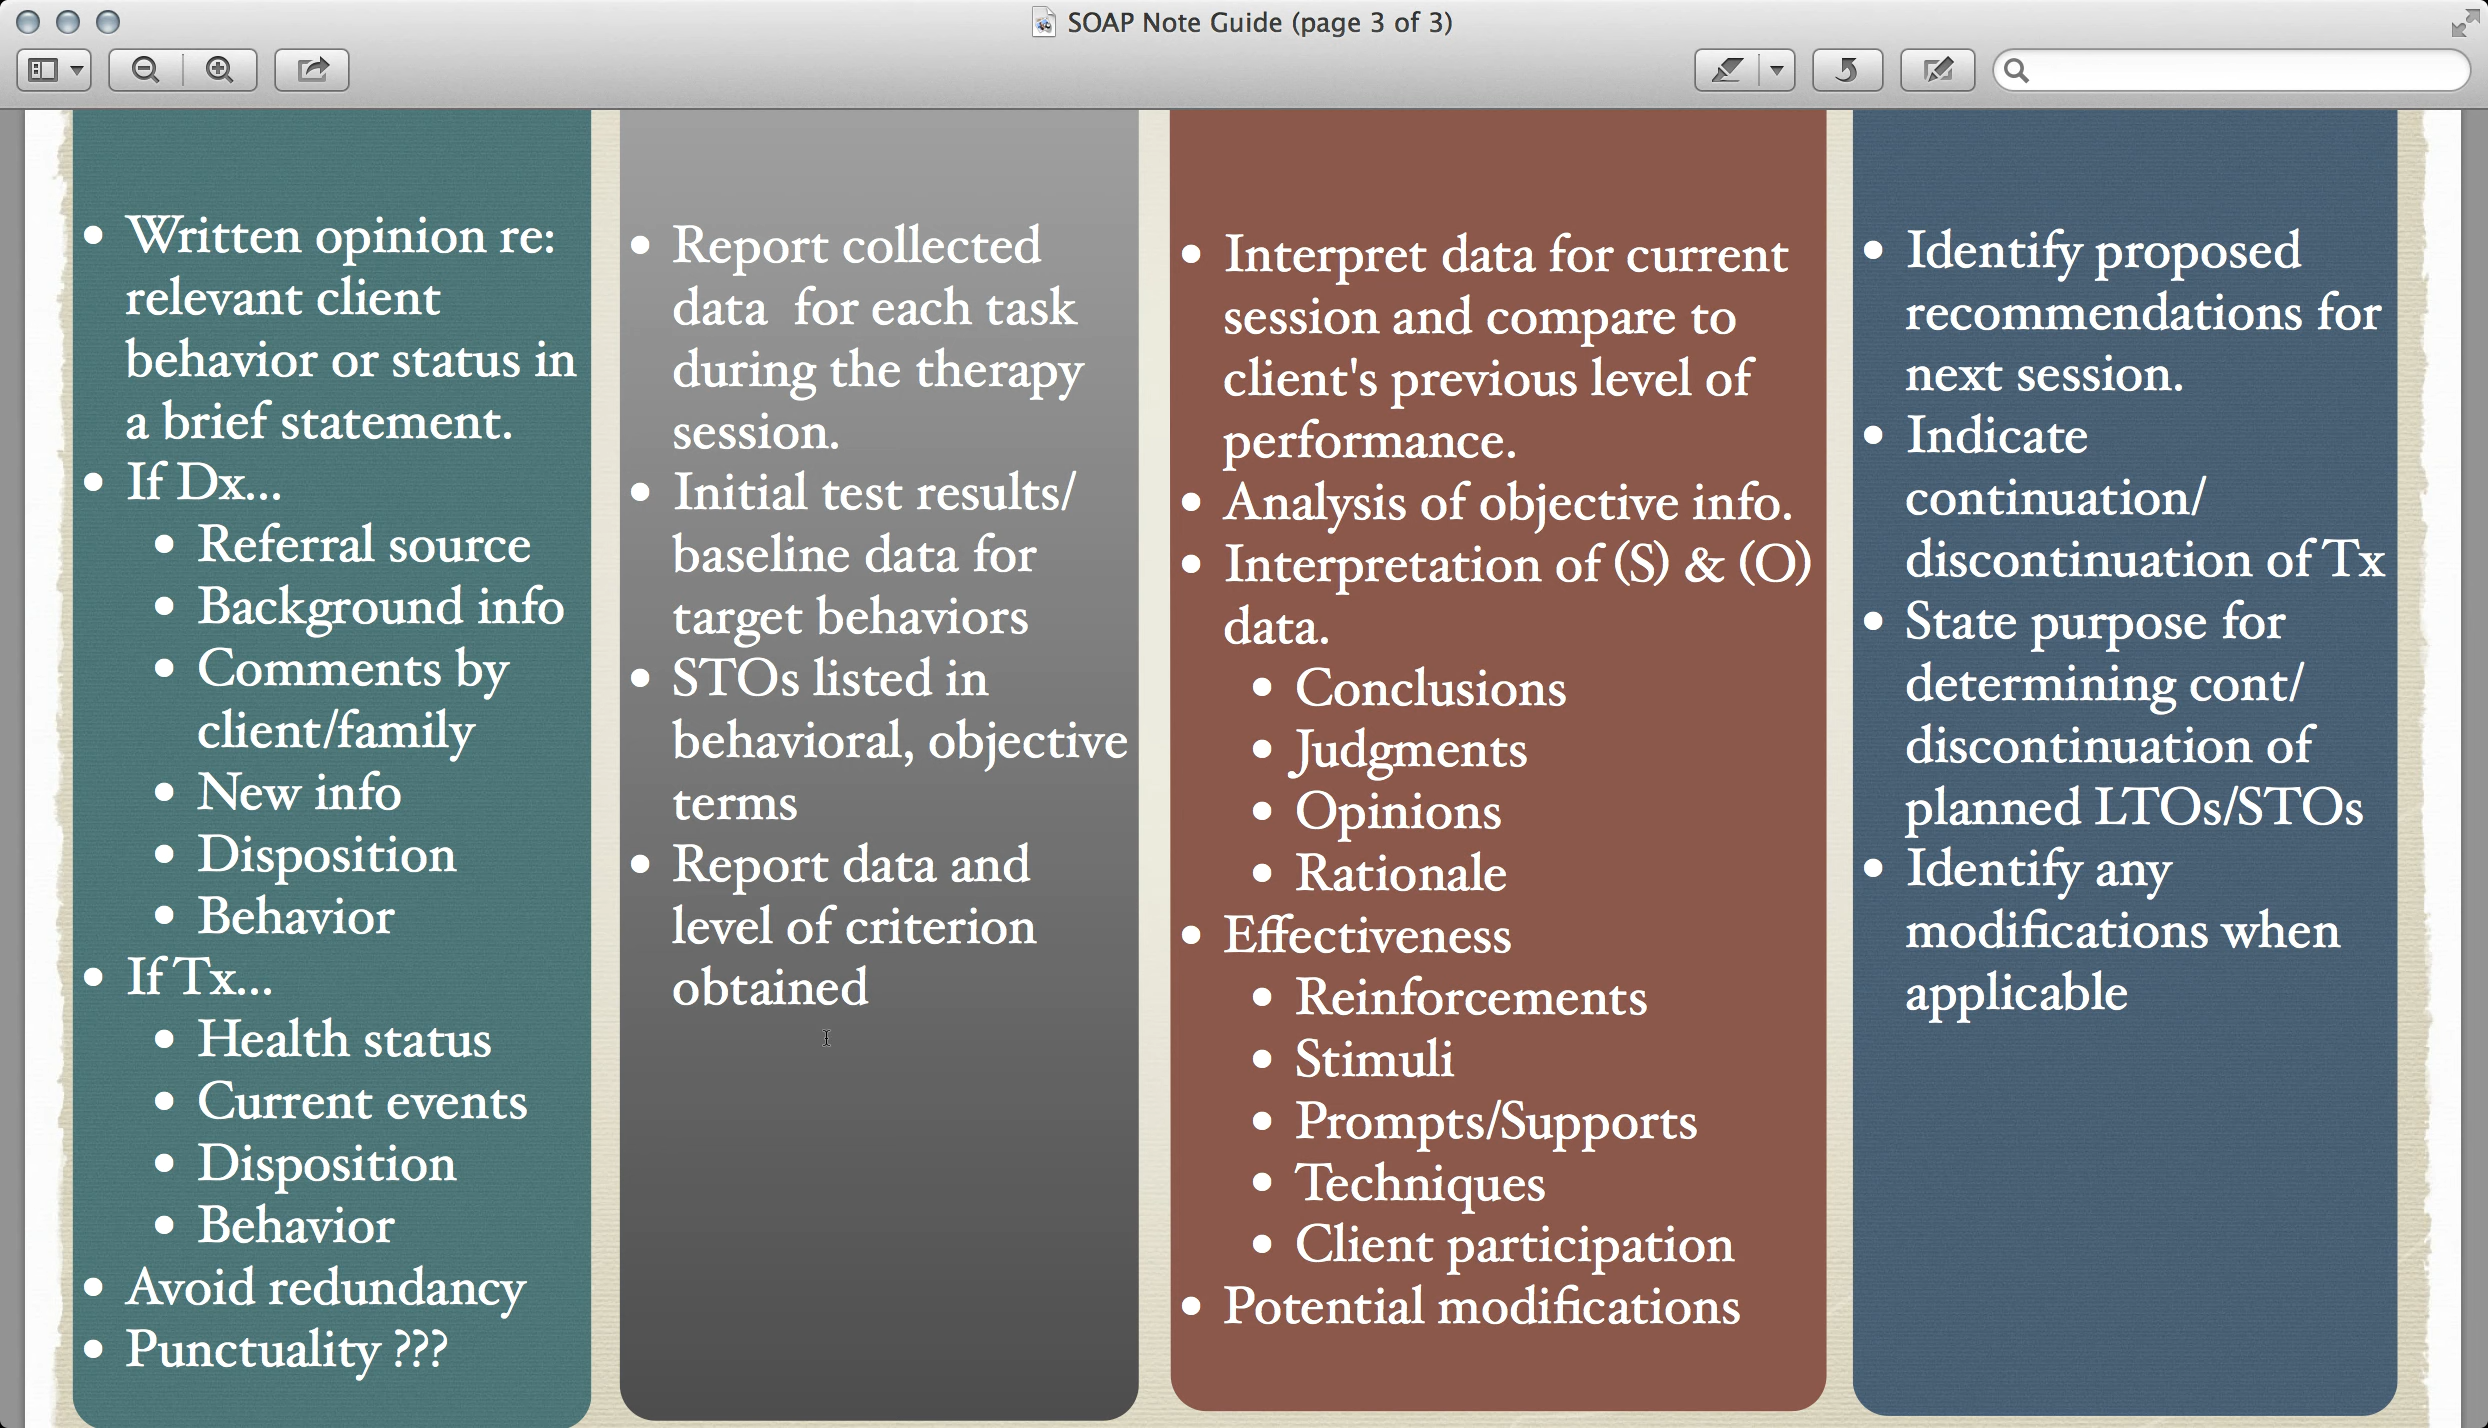 SOAP Note Guide (page 3 of 3)
• Written opinion re:
relevant client
behavior or status in
a brief statement.
• If Dx...
• Referral source
• Background info
• Comments by
client/family
• New info
• Disposition
• Behavior
• If Tx...
• Health status
• Current events
• Disposition
• Behavior
• Avoid redundancy
• Punctuality ???
• Report collected
data  for each task
during the therapy
session.
• Initial test results/
baseline data for
target behaviors
• STOs listed in
behavioral, objective
terms
• Report data and
level of criterion
obtained
• Interpret data for current
session and compare to
client's previous level of
performance.
• Analysis of objective info.
• Interpretation of (S) & (O)
data.
• Conclusions
• Judgments
• Opinions
• Rationale
• Effectiveness
• Reinforcements
• Stimuli
• Prompts/Supports
• Techniques
• Client participation
• Potential modifications
• Identify proposed
recommendations for
next session.
• Indicate
continuation/
discontinuation of Tx
• State purpose for
determining cont/
discontinuation of
planned LTOs/STOs
• Identify any
modifications when
applicable